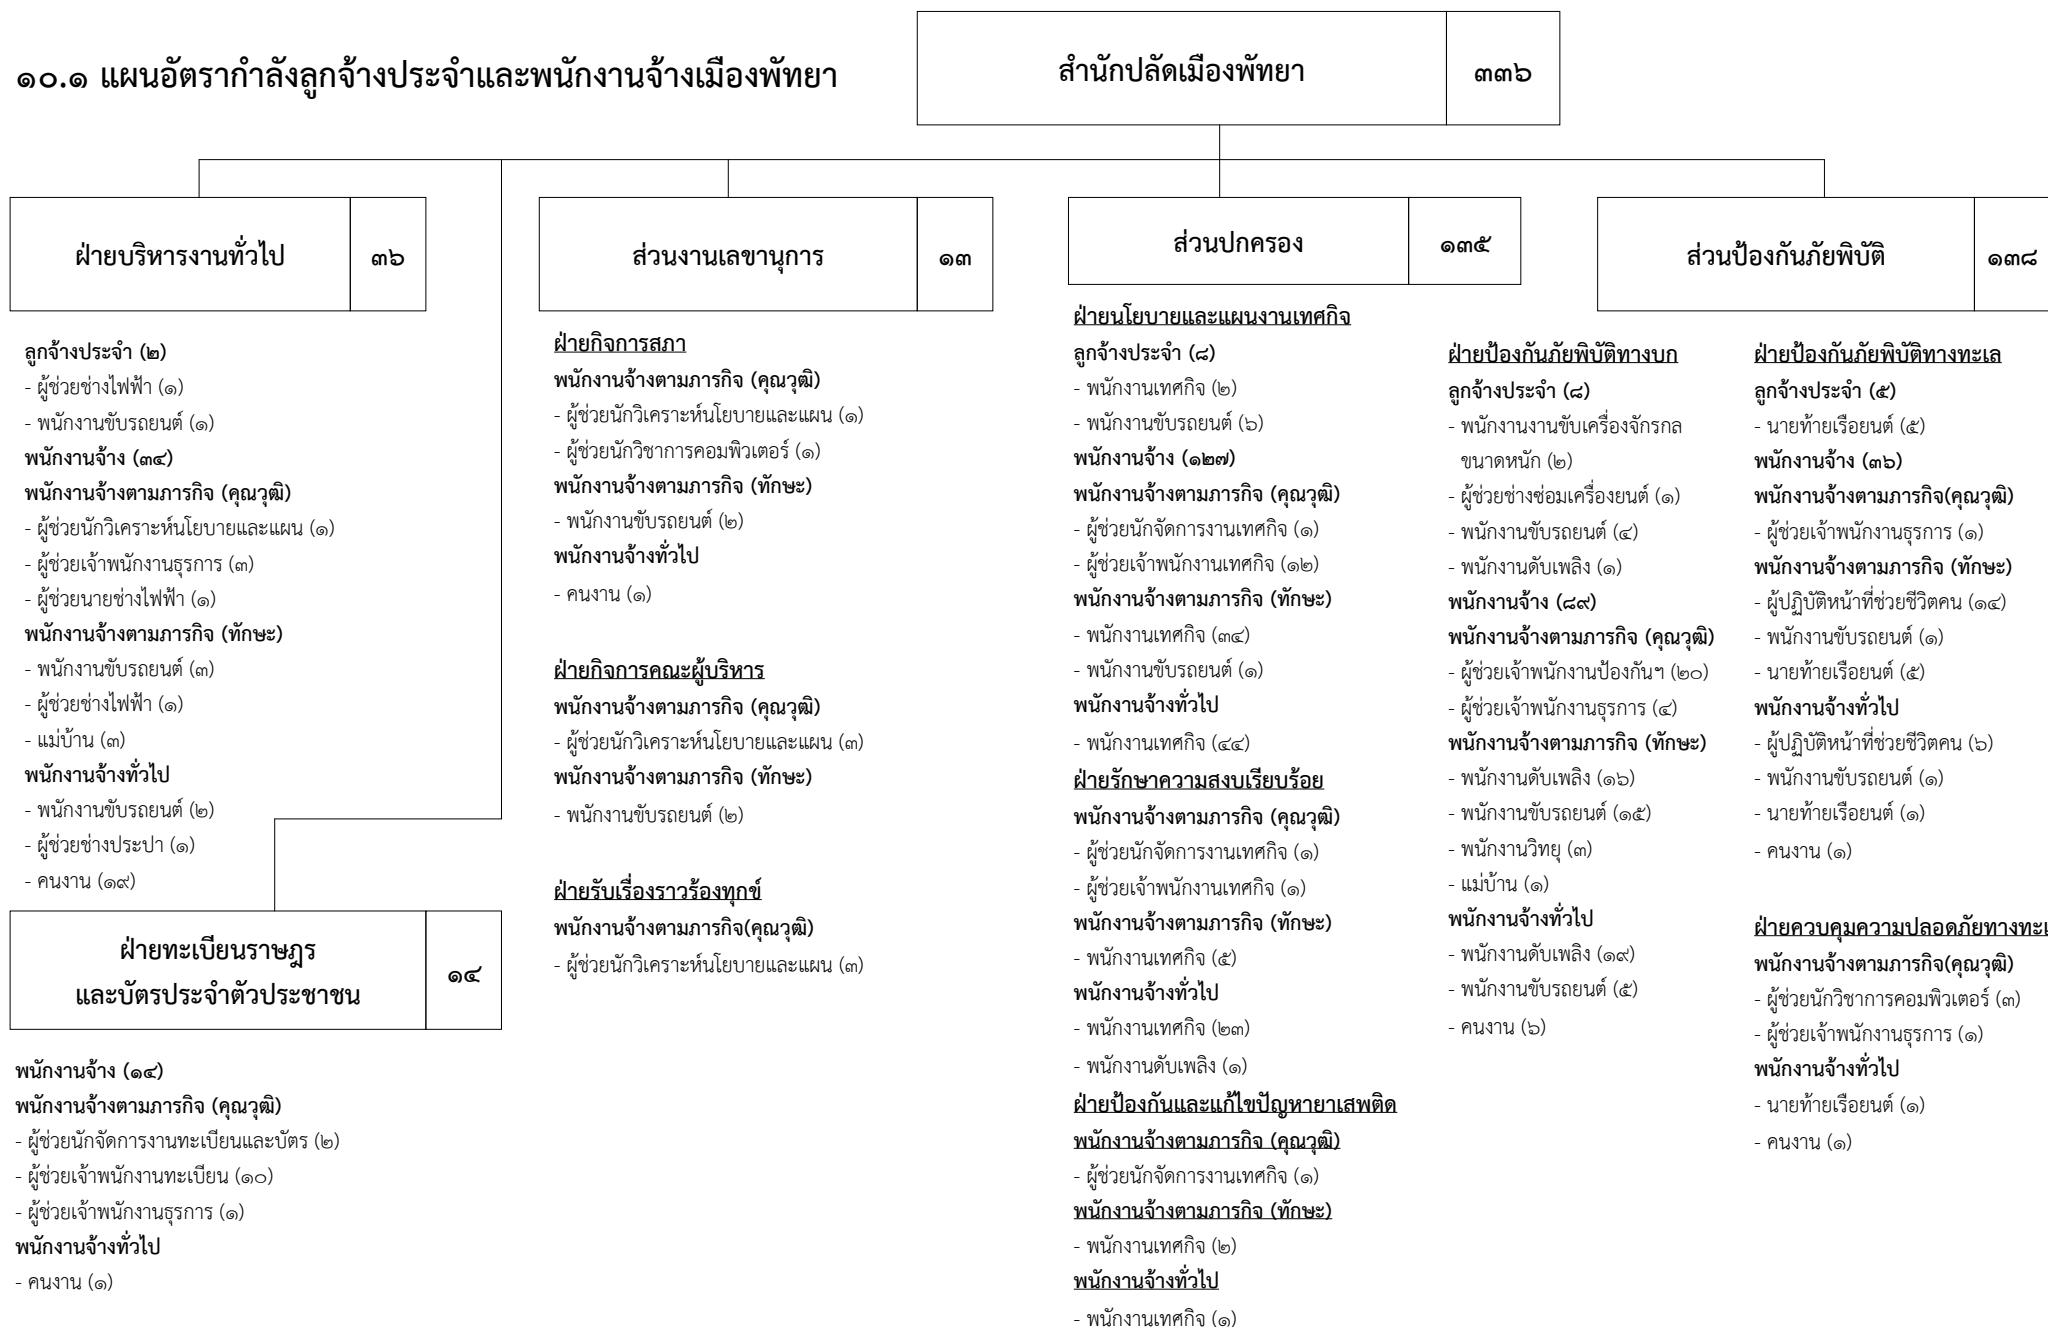 ๑๐.๑ แผนอัตรากำลังลูกจ้างประจำและพนักงานจ้างเมืองพัทยา
สำนักปลัดเมืองพัทยา
๓๓๖
ฝ่ายบริหารงานทั่วไป
๓๖
ลูกจ้างประจำ (๒)
- ผู้ช่วยช่างไฟฟ้า (๑)
- พนักงานขับรถยนต์ (๑)
พนักงานจ้าง (๓๔)
พนักงานจ้างตามภารกิจ (คุณวุฒิ)
- ผู้ช่วยนักวิเคราะห์นโยบายและแผน (๑)
- ผู้ช่วยเจ้าพนักงานธุรการ (๓)
- ผู้ช่วยนายช่างไฟฟ้า (๑)
พนักงานจ้างตามภารกิจ (ทักษะ)
- พนักงานขับรถยนต์ (๓)
- ผู้ช่วยช่างไฟฟ้า (๑)
- แม่บ้าน (๓)
พนักงานจ้างทั่วไป
- พนักงานขับรถยนต์ (๒)
- ผู้ช่วยช่างประปา (๑)
- คนงาน (๑๙)
ฝ่ายทะเบียนราษฎร
และบัตรประจำตัวประชาชน
๑๔
พนักงานจ้าง (๑๔)
พนักงานจ้างตามภารกิจ (คุณวุฒิ)
- ผู้ช่วยนักจัดการงานทะเบียนและบัตร (๒)
- ผู้ช่วยเจ้าพนักงานทะเบียน (๑๐)
- ผู้ช่วยเจ้าพนักงานธุรการ (๑)
พนักงานจ้างทั่วไป
- คนงาน (๑)
ส่วนงานเลขานุการ
๑๓
ฝ่ายกิจการสภา
พนักงานจ้างตามภารกิจ (คุณวุฒิ)
- ผู้ช่วยนักวิเคราะห์นโยบายและแผน (๑)
- ผู้ช่วยนักวิชาการคอมพิวเตอร์ (๑)
พนักงานจ้างตามภารกิจ (ทักษะ)
- พนักงานขับรถยนต์ (๒)
พนักงานจ้างทั่วไป
- คนงาน (๑)
ฝ่ายกิจการคณะผู้บริหาร
พนักงานจ้างตามภารกิจ (คุณวุฒิ)
- ผู้ช่วยนักวิเคราะห์นโยบายและแผน (๓)
พนักงานจ้างตามภารกิจ (ทักษะ)
- พนักงานขับรถยนต์ (๒)
ฝ่ายรับเรื่องราวร้องทุกข์
พนักงานจ้างตามภารกิจ(คุณวุฒิ)
- ผู้ช่วยนักวิเคราะห์นโยบายและแผน (๓)
ส่วนปกครอง
๑๓๕
ฝ่ายนโยบายและแผนงานเทศกิจ
ลูกจ้างประจำ (๘)
- พนักงานเทศกิจ (๒)
- พนักงานขับรถยนต์ (๖)
พนักงานจ้าง (๑๒๗)
พนักงานจ้างตามภารกิจ (คุณวุฒิ)
- ผู้ช่วยนักจัดการงานเทศกิจ (๑)
- ผู้ช่วยเจ้าพนักงานเทศกิจ (๑๒)
พนักงานจ้างตามภารกิจ (ทักษะ)
- พนักงานเทศกิจ (๓๔)
- พนักงานขับรถยนต์ (๑)
พนักงานจ้างทั่วไป
- พนักงานเทศกิจ (๔๔)
ฝ่ายรักษาความสงบเรียบร้อย
พนักงานจ้างตามภารกิจ (คุณวุฒิ)
- ผู้ช่วยนักจัดการงานเทศกิจ (๑)
- ผู้ช่วยเจ้าพนักงานเทศกิจ (๑)
พนักงานจ้างตามภารกิจ (ทักษะ)
- พนักงานเทศกิจ (๕)
พนักงานจ้างทั่วไป
- พนักงานเทศกิจ (๒๓)
- พนักงานดับเพลิง (๑)
ฝ่ายป้องกันและแก้ไขปัญหายาเสพติด
พนักงานจ้างตามภารกิจ (คุณวุฒิ)
- ผู้ช่วยนักจัดการงานเทศกิจ (๑)
พนักงานจ้างตามภารกิจ (ทักษะ)
- พนักงานเทศกิจ (๒)
พนักงานจ้างทั่วไป
- พนักงานเทศกิจ (๑)
ส่วนป้องกันภัยพิบัติ
๑๓๘
ฝ่ายป้องกันภัยพิบัติทางบก
ลูกจ้างประจำ (๘)
- พนักงานงานขับเครื่องจักรกล
ขนาดหนัก (๒)
- ผู้ช่วยช่างซ่อมเครื่องยนต์ (๑)
- พนักงานขับรถยนต์ (๔)
- พนักงานดับเพลิง (๑)
พนักงานจ้าง (๘๙)
พนักงานจ้างตามภารกิจ (คุณวุฒิ)
- ผู้ช่วยเจ้าพนักงานป้องกันฯ (๒๐)
- ผู้ช่วยเจ้าพนักงานธุรการ (๔)
พนักงานจ้างตามภารกิจ (ทักษะ)
- พนักงานดับเพลิง (๑๖)
- พนักงานขับรถยนต์ (๑๕)
- พนักงานวิทยุ (๓)
- แม่บ้าน (๑)
พนักงานจ้างทั่วไป
- พนักงานดับเพลิง (๑๙)
- พนักงานขับรถยนต์ (๕)
- คนงาน (๖)
ฝ่ายป้องกันภัยพิบัติทางทะเล
ลูกจ้างประจำ (๕)
- นายท้ายเรือยนต์ (๕)
พนักงานจ้าง (๓๖)
พนักงานจ้างตามภารกิจ(คุณวุฒิ)
- ผู้ช่วยเจ้าพนักงานธุรการ (๑)
พนักงานจ้างตามภารกิจ (ทักษะ)
- ผู้ปฏิบัติหน้าที่ช่วยชีวิตคน (๑๔)
- พนักงานขับรถยนต์ (๑)
- นายท้ายเรือยนต์ (๕)
พนักงานจ้างทั่วไป
- ผู้ปฏิบัติหน้าที่ช่วยชีวิตคน (๖)
- พนักงานขับรถยนต์ (๑)
- นายท้ายเรือยนต์ (๑)
- คนงาน (๑)
ฝ่ายควบคุมความปลอดภัยทางทะเ
พนักงานจ้างตามภารกิจ(คุณวุฒิ)
- ผู้ช่วยนักวิชาการคอมพิวเตอร์ (๓)
- ผู้ช่วยเจ้าพนักงานธุรการ (๑)
พนักงานจ้างทั่วไป
- นายท้ายเรือยนต์ (๑)
- คนงาน (๑)